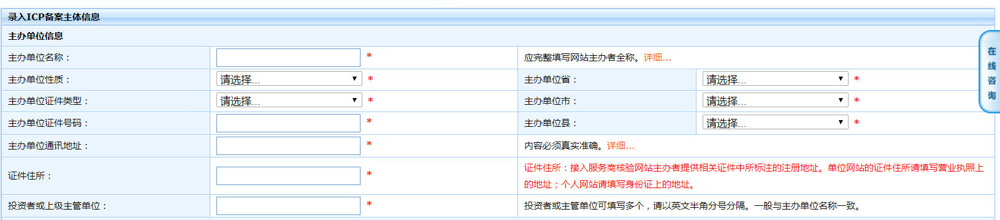 录入ICP备案主体信息
主办单位信息
主办单位名称： * 应完整填写网站主办者全称。详细...
主办单位性质： 请选择... * 主办单位省： 请选择... *
主办单位证件类型： 请选择... * 主办单位市： 请选择... *
主办单位证件号码： * 主办单位县： 请选择... *
主办单位通讯地址： * 内容必须真实准确。详细...
证件住所： * 证件住所：接入服务商核验网站主办者提供相关证件中所标注的注册地址。单位网站的证件住所请填写营业执照上
的地址；个人网站请填写身份证上的地址。
投资者或上级主管单位： * 投资者或主管单位可填写多个，请以英文半角分号分隔。一般与主办单位名称一致。
在
线
咨
询